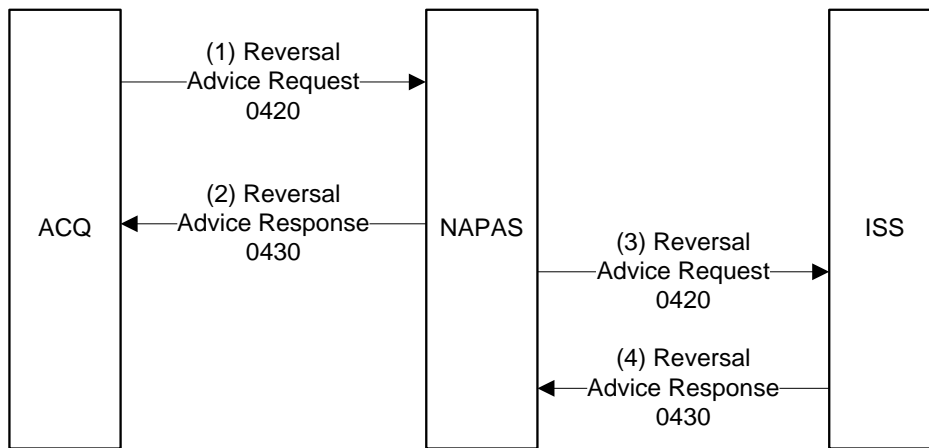 (1) Reversal
Advice Request
0420
(2) Reversal
Advice Response
0430
ACQ
NAPAS
ISS
(3) Reversal
Advice Request
0420
(4) Reversal
Advice Response
0430